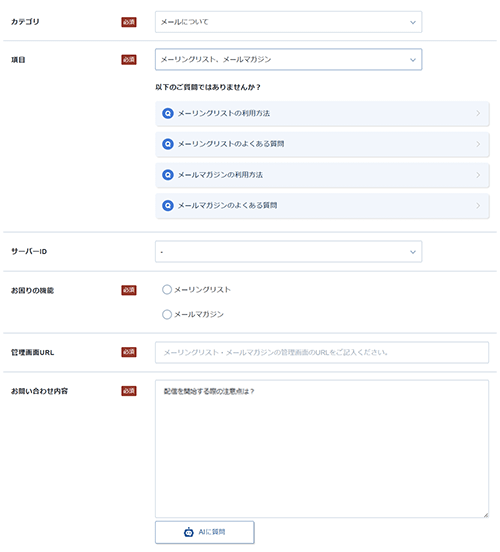 カテゴリ 必須 メールについて
項目 必須 メーリングリスト、メールマガジン
以下のご質問ではありませんか？
Q メーリングリストの利用方法
Q メーリングリストのよくある質問
Q メールマガジンの利用方法
Q メールマガジンのよくある質問
サーバーID -
お困りの機能 必須 メーリングリスト
メールマガジン
管理画面URL 必須 メーリングリスト・メールマガジンの管理画面のURLをご記入ください。
お問い合わせ内容 必須 配信を開始する際の注意点は？
AIに質問